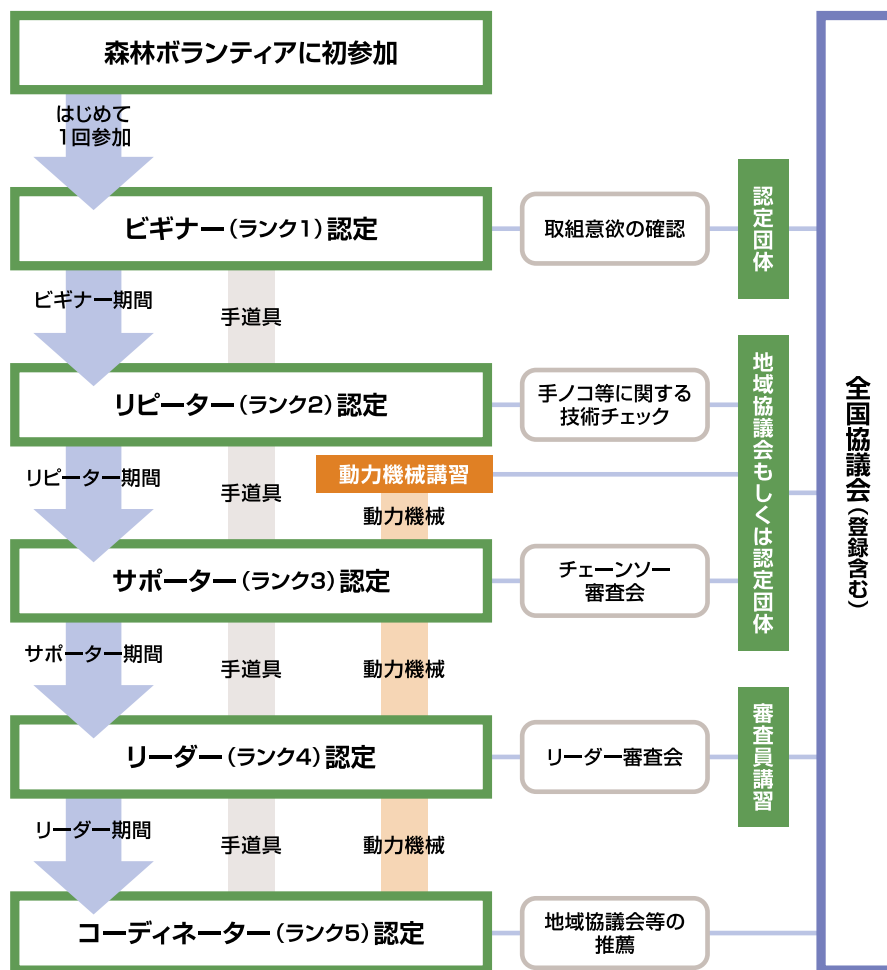 森林ボランティアに初参加
はじめて
1回参加
ビギナー（ランク1）認定
取組意欲の確認
認定団体
ビギナー期間
手道具
リピーター（ランク2）認定
手ノコ等に関する
技術チェック
地域協議会もしくは認定団体
全国協議会（登録含む）
動力機械講習
リピーター期間
手道具
動力機械
サポーター（ランク3）認定
チェーンソー
審査会
サポーター期間
手道具
動力機械
リーダー（ランク4）認定
リーダー審査会
審査員講習
リーダー期間
手道具
動力機械
コーディネーター（ランク5）認定
地域協議会等の
推薦